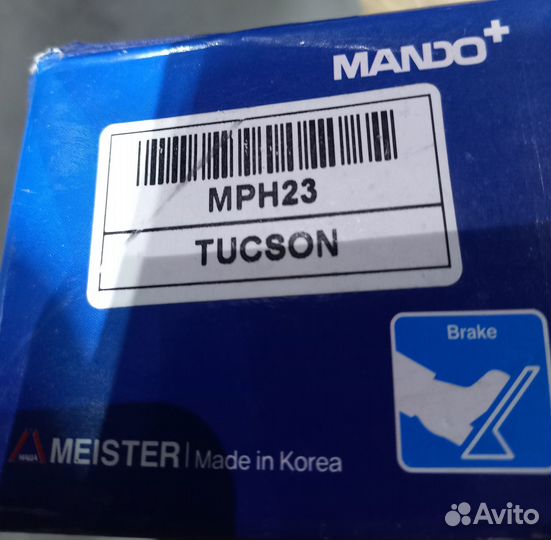 MANDO+
MPH23
TUCSON
Brake
MEISTER | Made in Korea
Avito